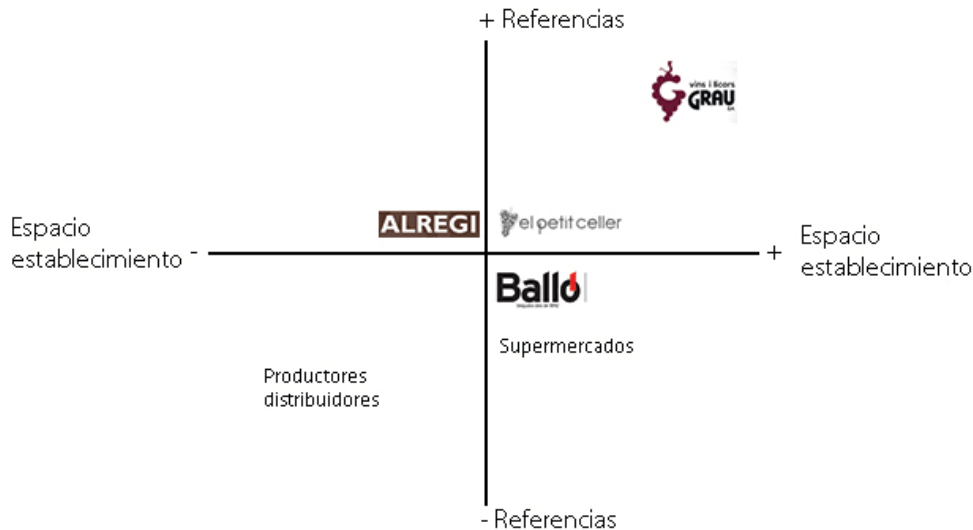 + Referencias
vins i licors
GRAU
ALREGI
el petit celler
Espacio
establecimiento -
+ Espacio
establecimiento
Balló
Supermercados
Productores
distribuidores
- Referencias